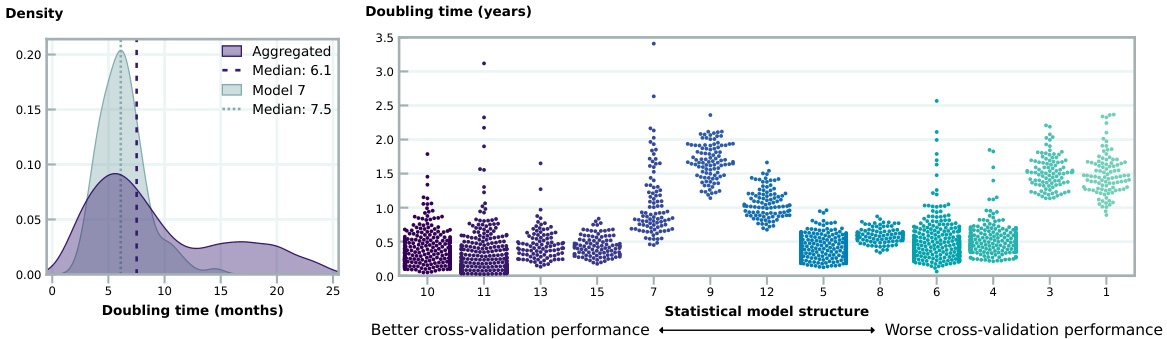 Density
0.20
0.15
0.10
0.05
0.00
0 5 10 15 20 25
Doubling time (months)
Aggregated
Median: 6.1
Model 7
Median: 7.5
Doubling time (years)
3.5
3.0
2.5
2.0
1.5
1.0
0.5
0.0
10 11 13 15 7 9 12 5 8 6 4 3 1
Statistical model structure
Better cross-validation performance Worse cross-validation performance